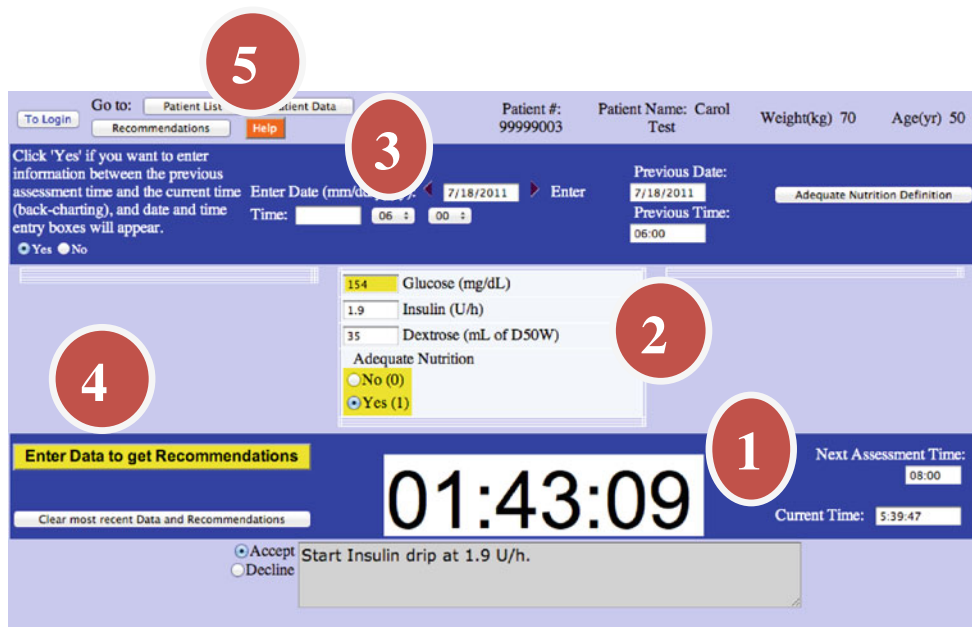 5
Go to: Patient List tient Data
To Login
Recommendations Help
Patient #:
99999003
Patient Name: Carol
Test
Weight(kg) 70 Age(yr) 50
3
Click 'Yes' if you want to enter
information between the previous
assessment time and the current time
(back-charting), and date and time
entry boxes will appear.
Yes No
Enter Date (mm/dd 7/18/2011 Enter
Time: 06 00
Previous Date:
7/18/2011
Previous Time:
06:00
Adequate Nutrition Definition
154 Glucose (mg/dL)
1.9 Insulin (U/h)
35 Dextrose (mL of D50W)
Adequate Nutrition
No (0)
Yes (1)
2
4
1
Enter Data to get Recommendations
Clear most recent Data and Recommendations
01:43:09
Next Assessment Time:
08:00
Current Time: 5:39:47
Accept
Decline
Start Insulin drip at 1.9 U/h.